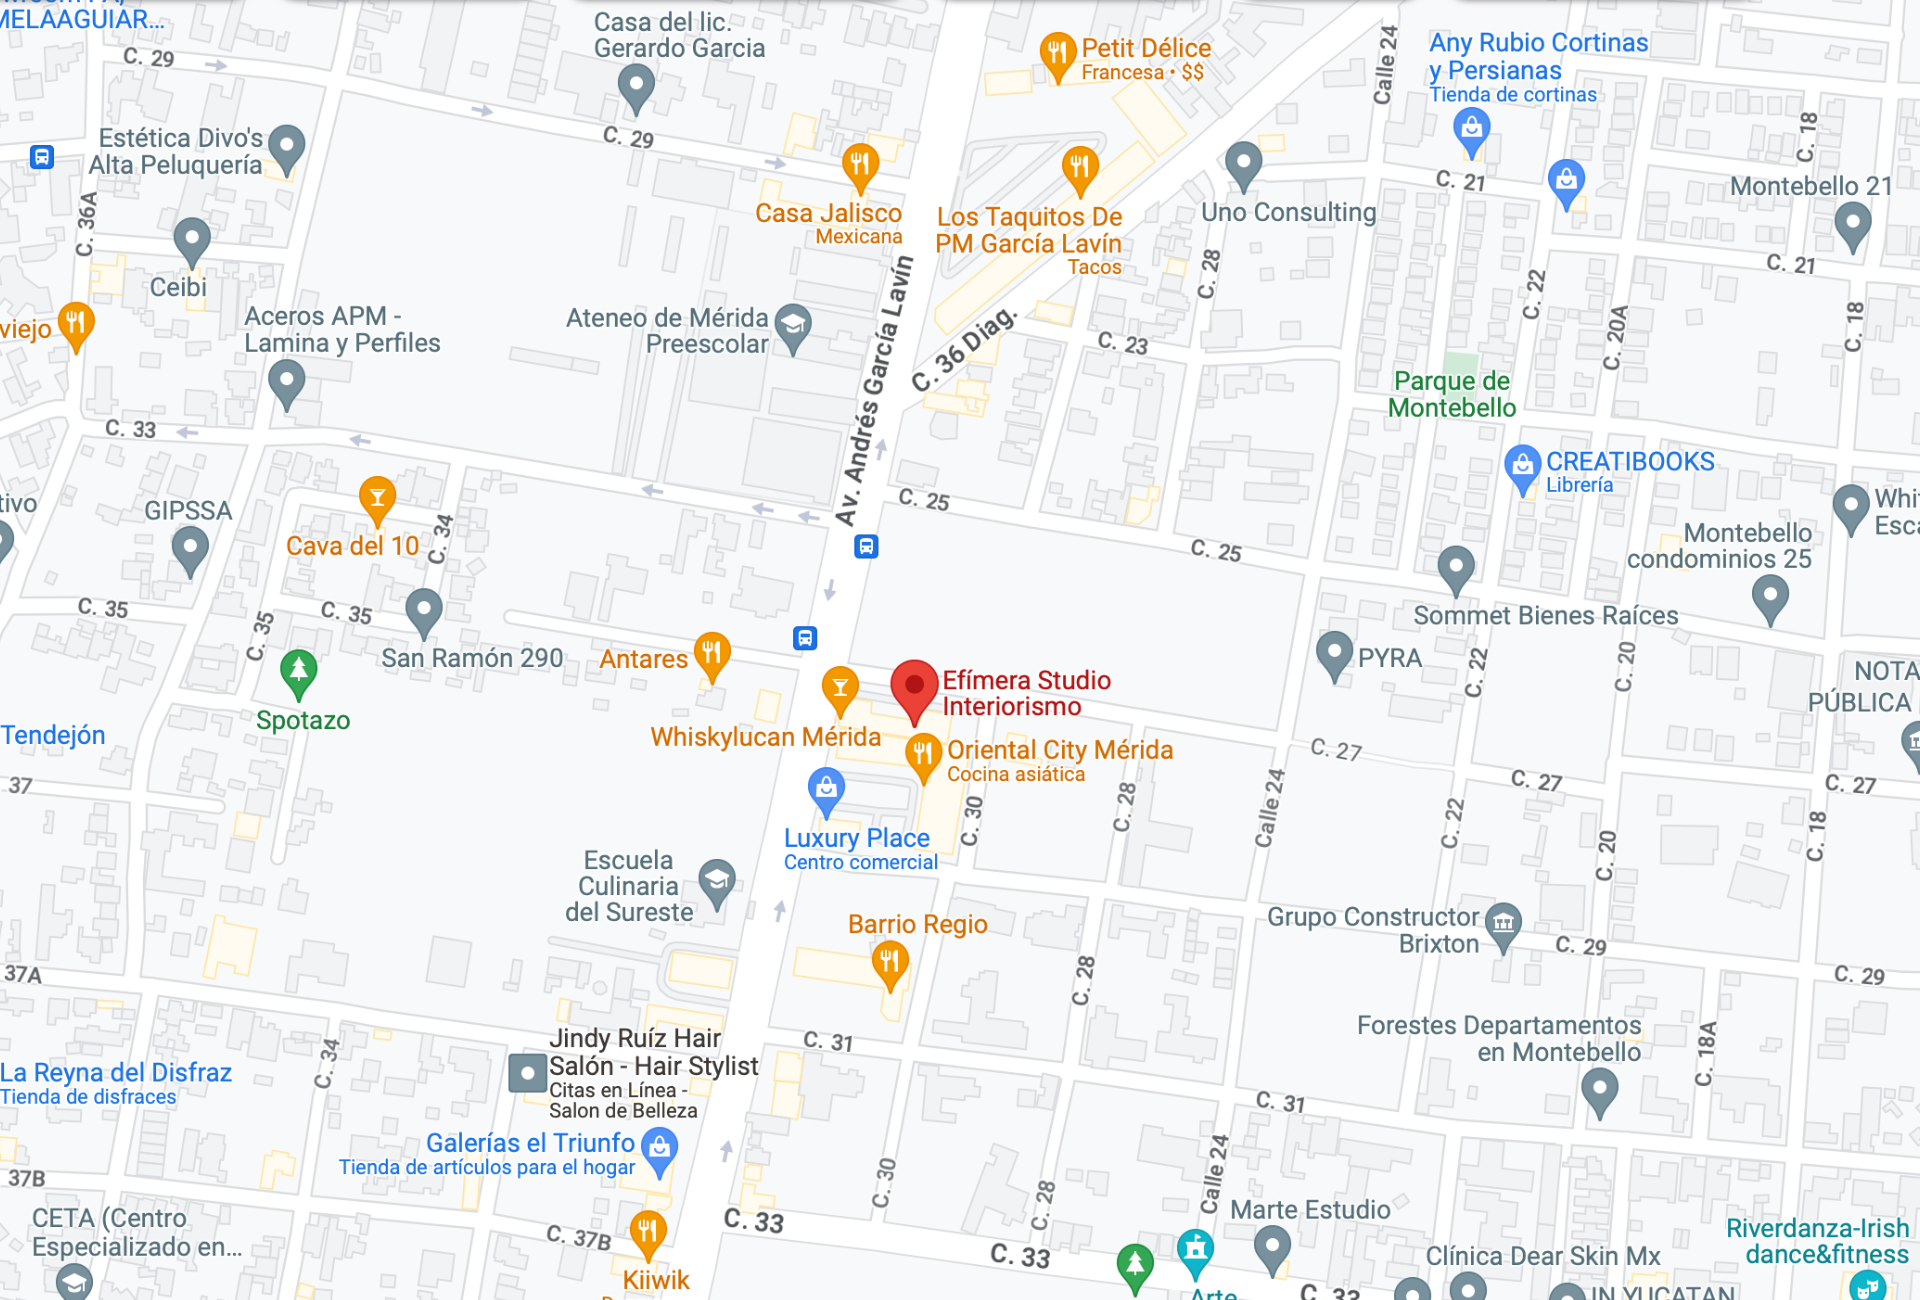 MELAAGUIAR...
C. 29
Casa del lic.
Gerardo Garcia
Petit Délice
Francesa • $$
Calle 24
Any Rubio Cortinas
y Persianas
Tienda de cortinas
C. 18
Estética Divo's
Alta Peluquería
C. 29
C. 36A
Casa Jalisco
Mexicana
Los Taquitos De
PM García Lavín
Tacos
Uno Consulting
C. 21
Montebello 21
Ceibi
C. 28
C. 21
C. 22
viejo
Aceros APM -
Lamina y Perfiles
Ateneo de Mérida
Preescolar
Av. Andrés García Lavín
C. 36 Diag.
C. 23
C. 20A
C. 18
Parque de
Montebello
C. 33
CREATIBOOKS
Librería
tivo
GIPSSA
Cava del 10
C. 34
C. 25
C. 25
Montebello
condominios 25
Whi
Esca
C. 35
C. 35
C. 35
San Ramón 290
Antares
Sommet Bienes Raíces
PYRA
C. 22
C. 20
NOTA
PÚBLICA
Spotazo
Tendejón
Efímera Studio
Interiorismo
Whiskylucan Mérida
Oriental City Mérida
Cocina asiática
C. 27
C. 27
C. 27
37
Luxury Place
Centro comercial
C. 30
C. 28
Calle 24
C. 22
C. 20
C. 18
Escuela
Culinaria
del Sureste
Barrio Regio
Grupo Constructor
Brixton
C. 29
C. 29
37A
C. 28
C. 31
Forestes Departamentos
en Montebello
C. 18A
Jindy Ruíz Hair
Salón - Hair Stylist
Citas en Línea -
Salon de Belleza
C. 34
La Reyna del Disfraz
Tienda de disfraces
C. 31
Galerías el Triunfo
Tienda de artículos para el hogar
37B
C. 30
C. 28
Calle 24
CETA (Centro
Especializado en...
C. 37B
C. 33
C. 33
Marte Estudio
Kiiwik
Clínica Dear Skin Mx
Riverdanza-Irish
dance&fitness
Arte
C. 33
IN YUCATAN